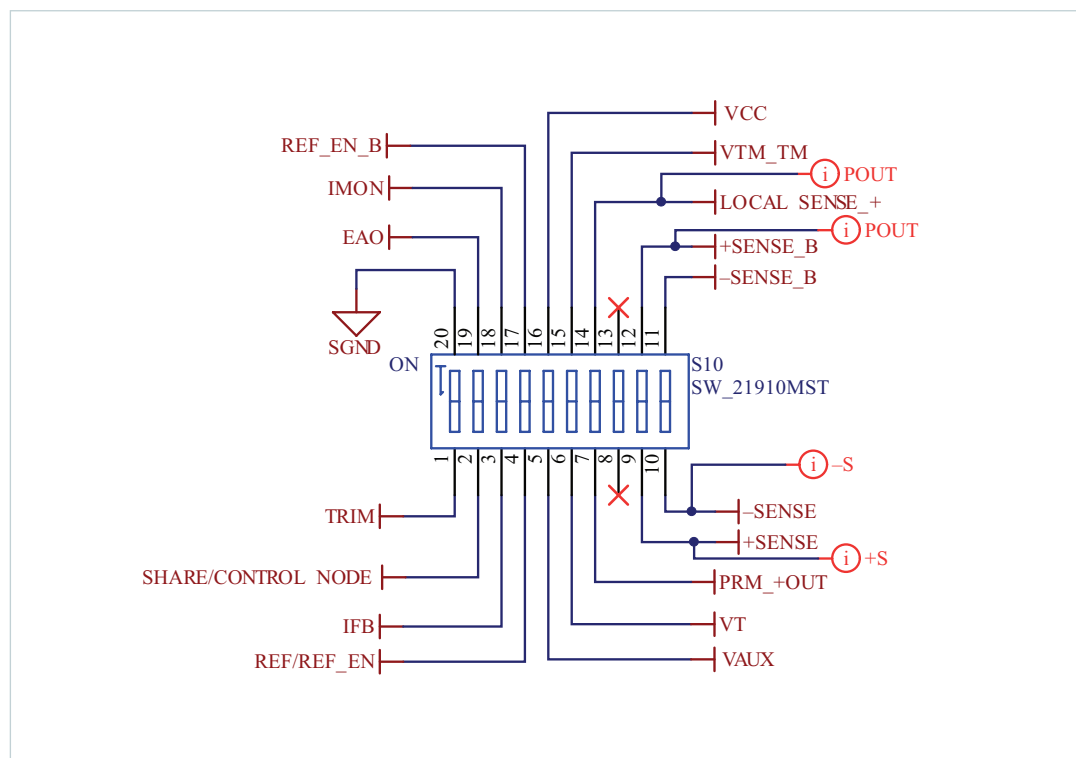 VCC
REF_EN_B
VTM_TM
i POUT
IMON
LOCAL SENSE_+
i POUT
EAO
+SENSE_B
–SENSE_B
SGND
20 19 18 17 16 15 14 13 12 11
ON
S10
SW_21910MST
1 2 3 4 5 6 7 8 9 10
i –S
TRIM
–SENSE
+SENSE
i +S
SHARE/CONTROL NODE
PRM_+OUT
IFB
VT
REF/REF_EN
VAUX